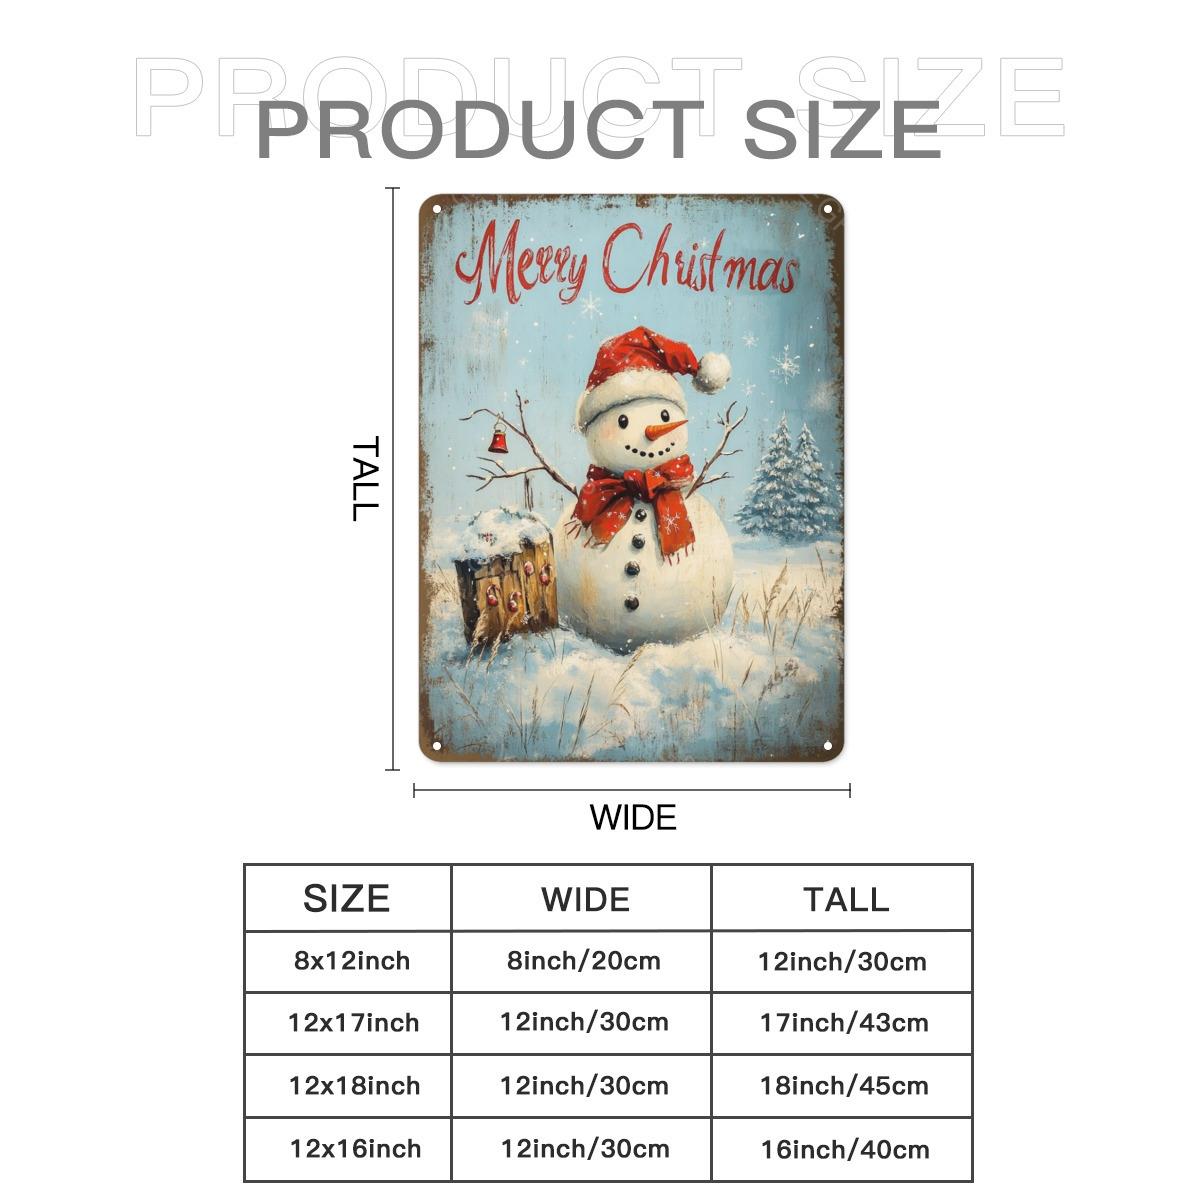 PRODUCT SIZE
PRODUCT SIZE
Merry Christmas
TALL
WIDE
SIZE WIDE TALL
8x12inch 8inch/20cm 12inch/30cm
12x17inch 12inch/30cm 17inch/43cm
12x18inch 12inch/30cm 18inch/45cm
12x16inch 12inch/30cm 16inch/40cm